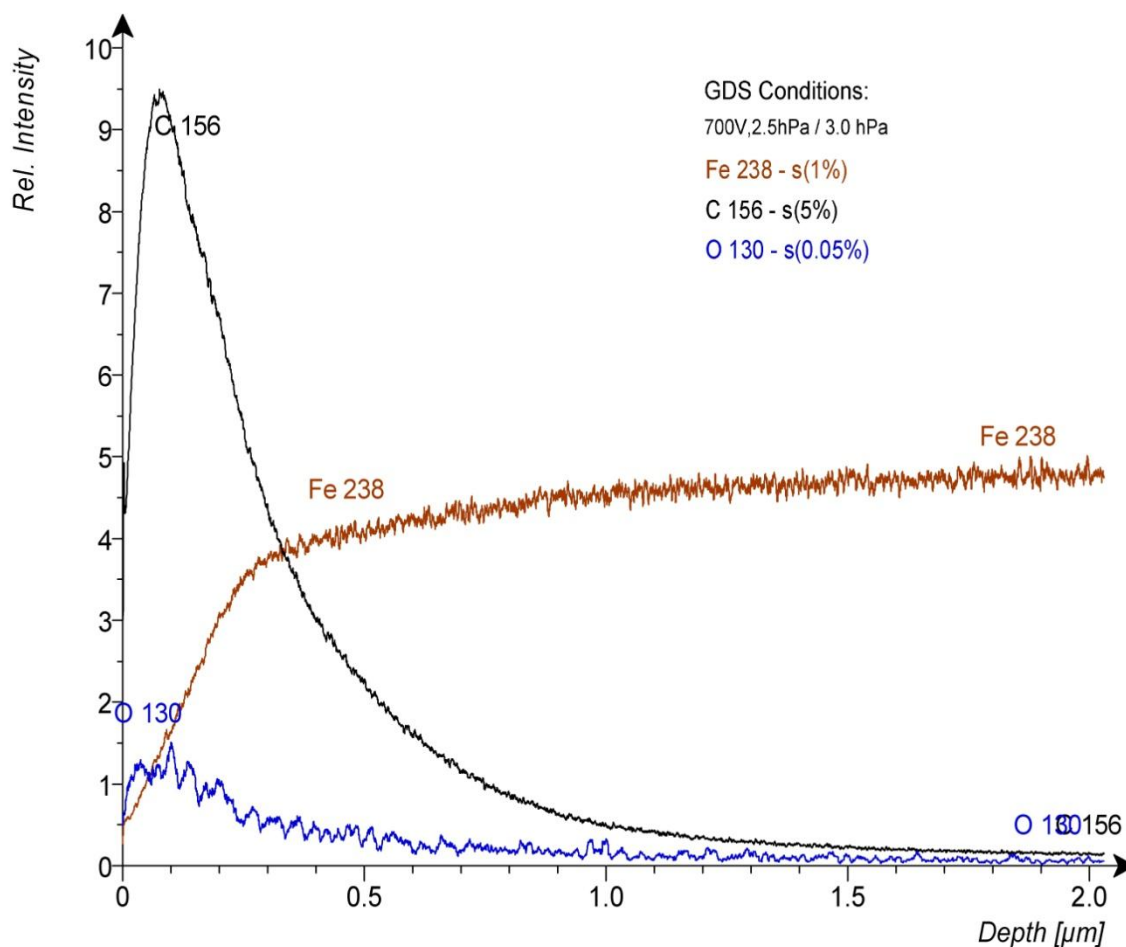 Rel. Intensity
10
9
8
7
6
5
4
3
2
1
0
C 156
GDS Conditions:
700V,2.5hPa / 3.0 hPa
Fe 238 - s(1%)
C 156 - s(5%)
O 130 - s(0.05%)
Fe 238
Fe 238
O 130
O 130
156
0
0.5
1.0
1.5
2.0
Depth [µm]